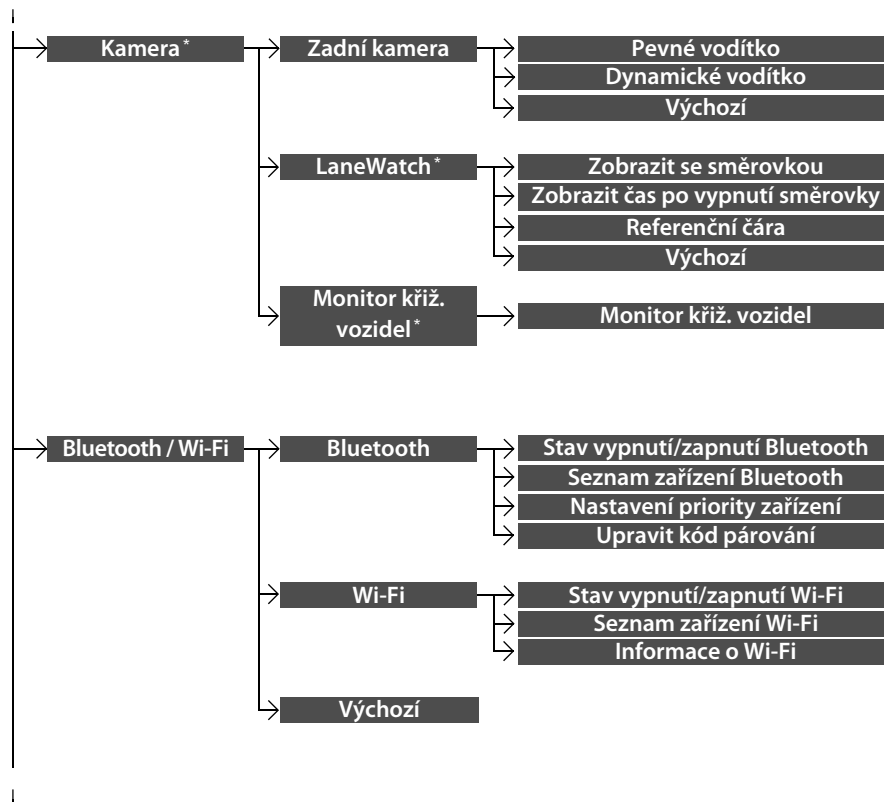 Kamera*
Zadní kamera
Pevné vodítko
Dynamické vodítko
Výchozí
LaneWatch*
Zobrazit se směrovkou
Zobrazit čas po vypnutí směrovky
Referenční čára
Výchozí
Monitor křiž.
vozidel*
Monitor křiž. vozidel
Bluetooth / Wi-Fi
Bluetooth
Stav vypnutí/zapnutí Bluetooth
Seznam zařízení Bluetooth
Nastavení priority zařízení
Upravit kód párování
Wi-Fi
Stav vypnutí/zapnutí Wi-Fi
Seznam zařízení Wi-Fi
Informace o Wi-Fi
Výchozí